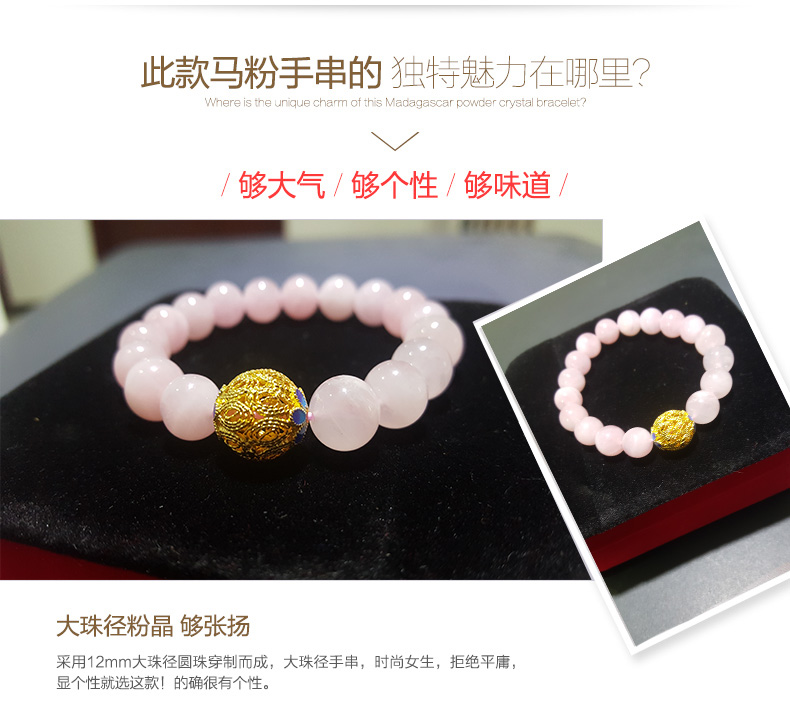 此款马粉手串的 独特魅力在哪里?
Where is the unique charm of this Madagascar powder crystal bracelet?
/ 够大气 / 够个性 / 够味道 /
大珠径粉晶 够张扬
采用12mm大珠径圆珠穿制而成，大珠径手串，时尚女生，拒绝平庸，
显个性就选这款！的确很有个性。